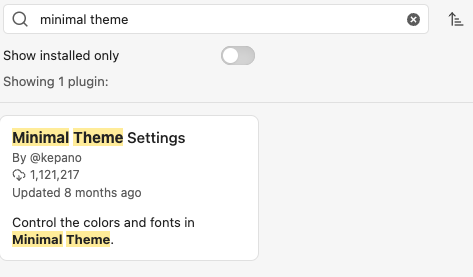 minimal theme
Show installed only
Showing 1 plugin:
Minimal Theme Settings
By @kepano
1,121,217
Updated 8 months ago
Control the colors and fonts in
Minimal Theme.